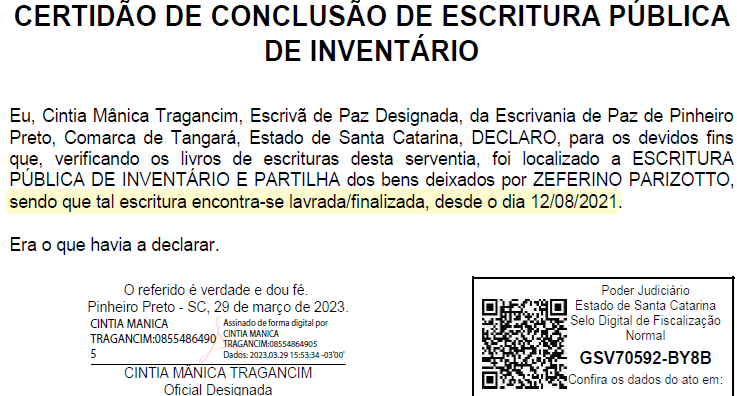 CERTIDÃO DE CONCLUSÃO DE ESCRITURA PÚBLICA
DE INVENTÁRIO
Eu, Cintia Mânica Tragancim, Escrivã de Paz Designada, da Escrivania de Paz de Pinheiro
Preto, Comarca de Tangará, Estado de Santa Catarina, DECLARO, para os devidos fins
que, verificando os livros de escrituras desta serventia, foi localizado a ESCRITURA
PÚBLICA DE INVENTÁRIO E PARTILHA dos bens deixados por ZEFERINO PARIZOTTO,
sendo que tal escritura encontra-se lavrada/finalizada, desde o dia 12/08/2021.
Era o que havia a declarar.
O referido é verdade e dou fé.
Pinheiro Preto - SC, 29 de março de 2023.
CINTIA MANICA
TRAGANCIM:0855486490
5
Assinado de forma digital por
CINTIA MANICA
TRAGANCIM:08554864905
Dados: 2023.03.29 15:53:34 -03'00'
CINTIA MÂNICA TRAGANCIM
Oficial Designada
Poder Judiciário
Estado de Santa Catarina
Selo Digital de Fiscalização
Normal
GSV70592-BY8B
Confira os dados do ato em: